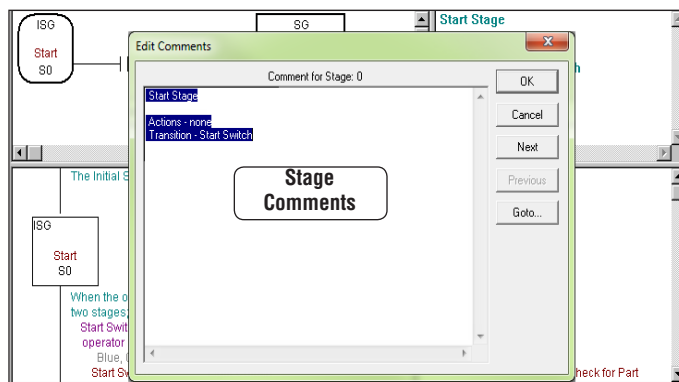 ISG
Start
S0
SG
Start Stage
Edit Comments
Comment for Stage: 0
Start Stage
Actions - none
Transition - Start Switch
Stage
Comments
OK
Cancel
Next
Previous
Goto...
The Initial S
ISG
Start
S0
When the o
two stages;
Start Swit
operator
Blue,
Start Sw
heck for Part